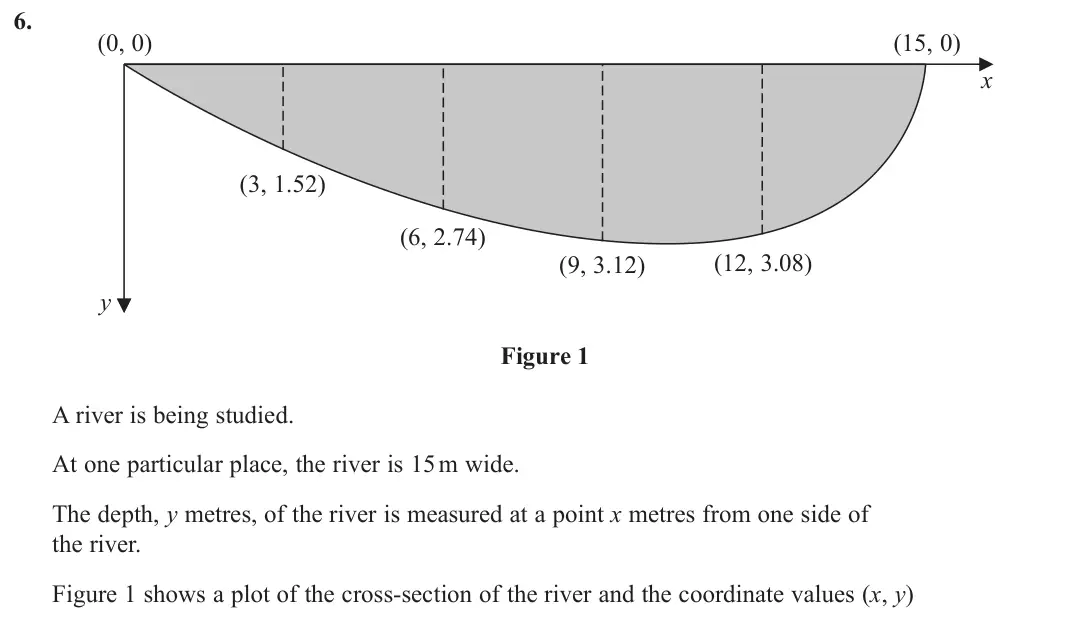 6.
(0, 0)
(15, 0)
x
(3, 1.52)
(6, 2.74)
(9, 3.12)
(12, 3.08)
y
Figure 1
A river is being studied.
At one particular place, the river is 15 m wide.
The depth, y metres, of the river is measured at a point x metres from one side of
the river.
Figure 1 shows a plot of the cross-section of the river and the coordinate values (x, y)